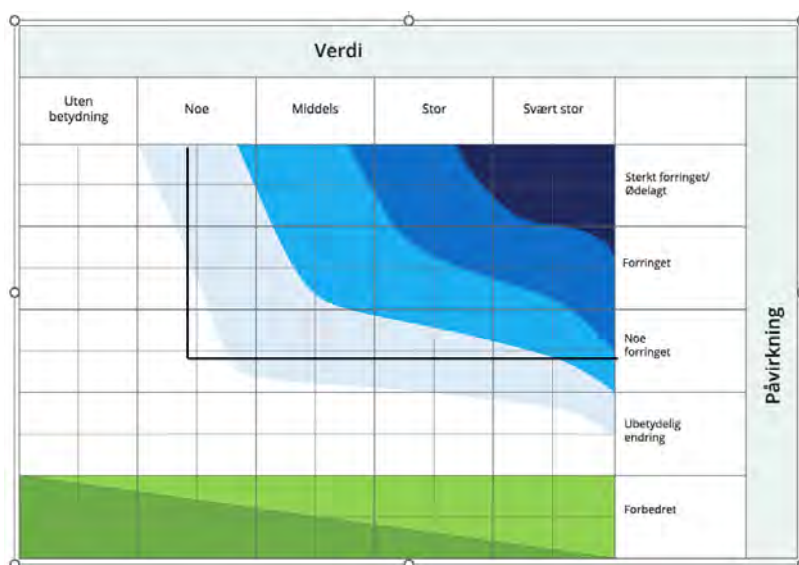 Verdi
Uten
betydning
Noe
Middels
Stor
Svært stor
Sterkt forringet/
Ødelagt
Forringet
Noe
forringet
Ubetydelig
endring
Forbedret
Påvirkning